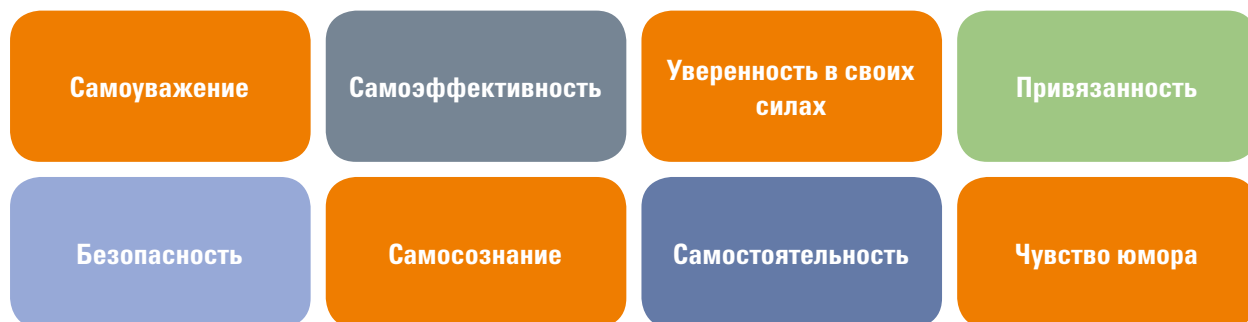 Самоуважение
Самоэффективность
Уверенность в своих
силах
Привязанность
Безопасность
Самосознание
Самостоятельность
Чувство юмора